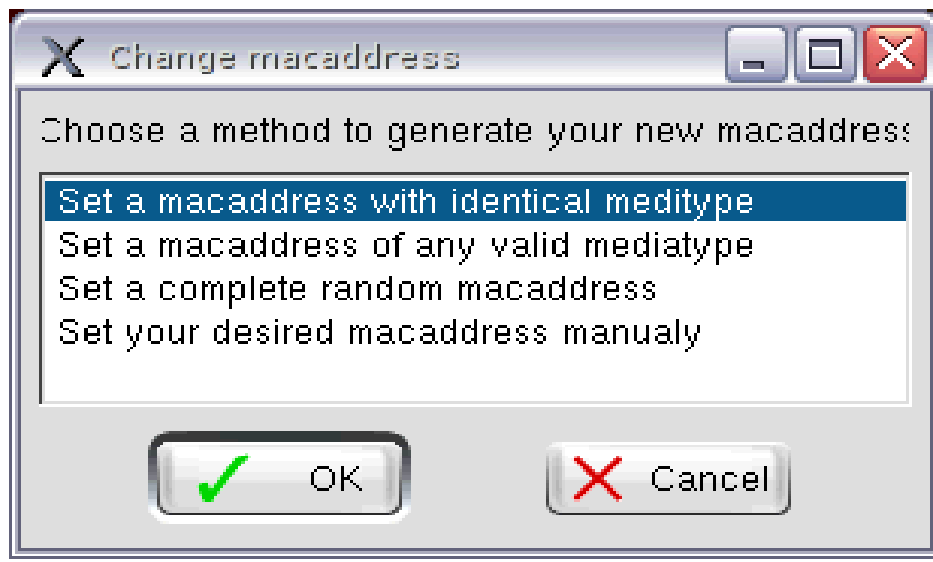 Change macaddress
Choose a method to generate your new macaddress
Set a macaddress with identical meditype
Set a macaddress of any valid mediatype
Set a complete random macaddress
Set your desired macaddress manualy
OK
Cancel